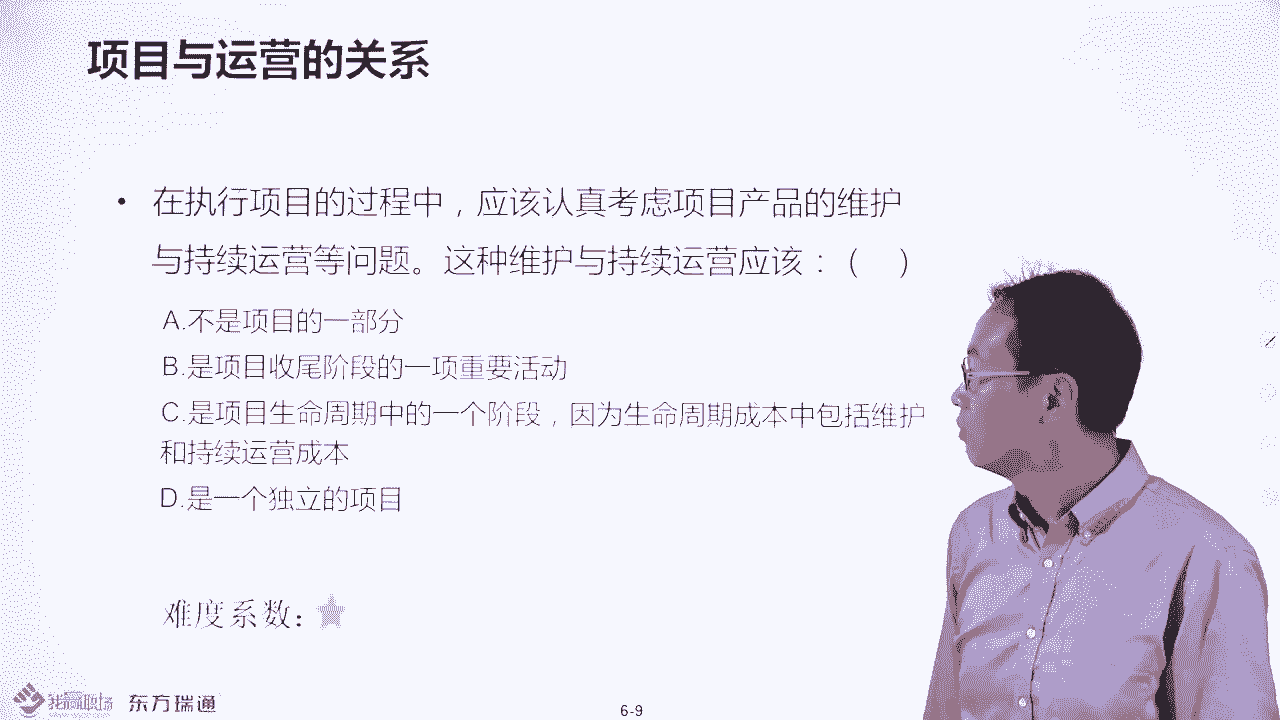 项目与运营的关系
• 在执行项目的过程中，应该认真考虑项目产品的维护
与持续运营等问题。这种维护与持续运营应该：（ ）
A.不是项目的一部分
B.是项目收尾阶段的一项重要活动
C.是项目生命周期中的一个阶段，因为生命周期成本中包括维护
和持续运营成本
D.是一个独立的项目
难度系数：
东方瑞通
6-9